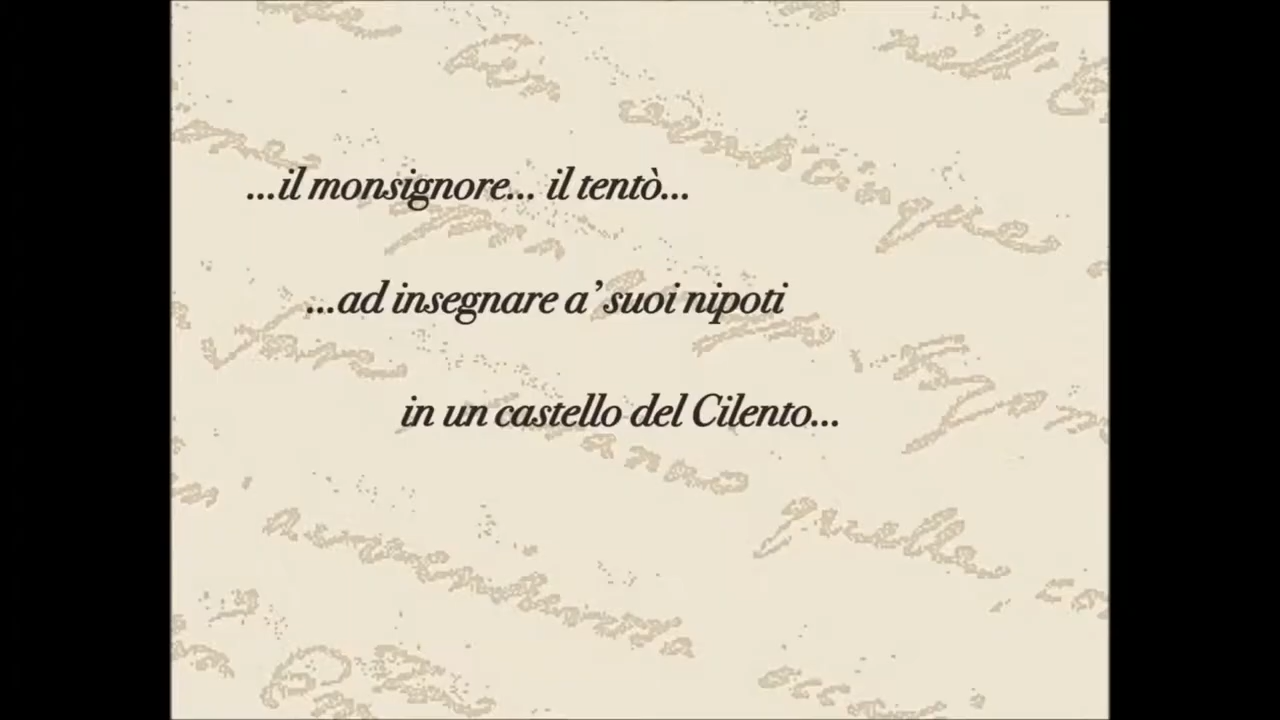 ...il monsignore... il tentò...
...ad insegnare a' suoi nipoti
in un castello del Cilento...